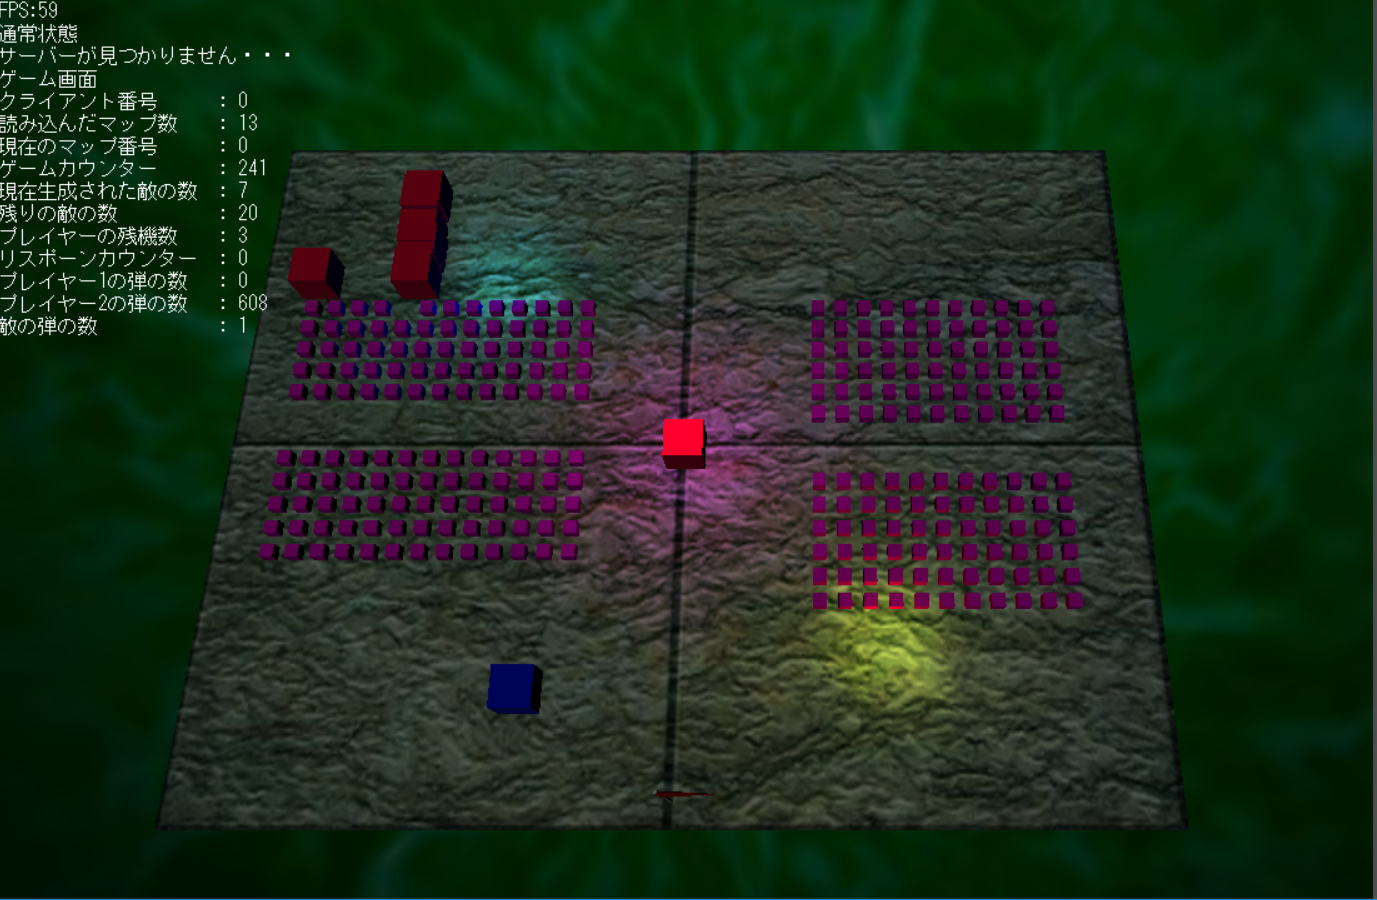 FPS:59
通常状態
サーバーが見つかりません・・・
ゲーム画面
クライアント番号 : 0
読み込んだマップ数 : 13
現在のマップ番号 : 0
ゲームカウンター : 241
現在生成された敵の数 : 7
残りの敵の数 : 20
プレイヤーの残機数 : 3
リスポーンカウンター : 0
プレイヤー1の弾の数 : 0
プレイヤー2の弾の数 : 608
敵の弾の数 : 1